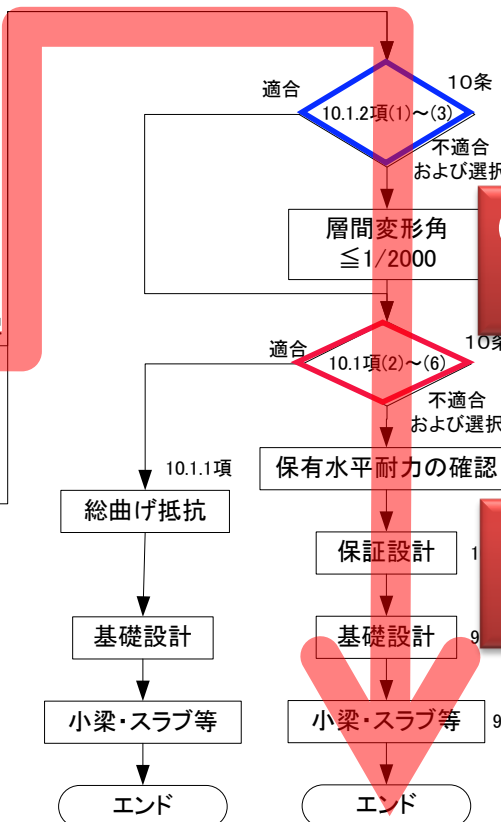 適合
10条
10.1.2項(1)～(3)
不適合
および選択
層間変形角
≦1/2000
適合
10条
10.1項(2)～(6)
不適合
および選択
10.1.1項
保有水平耐力の確認
総曲げ抵抗
保証設計
1
基礎設計
基礎設計
9
小梁・スラブ等
小梁・スラブ等
9
エンド
エンド